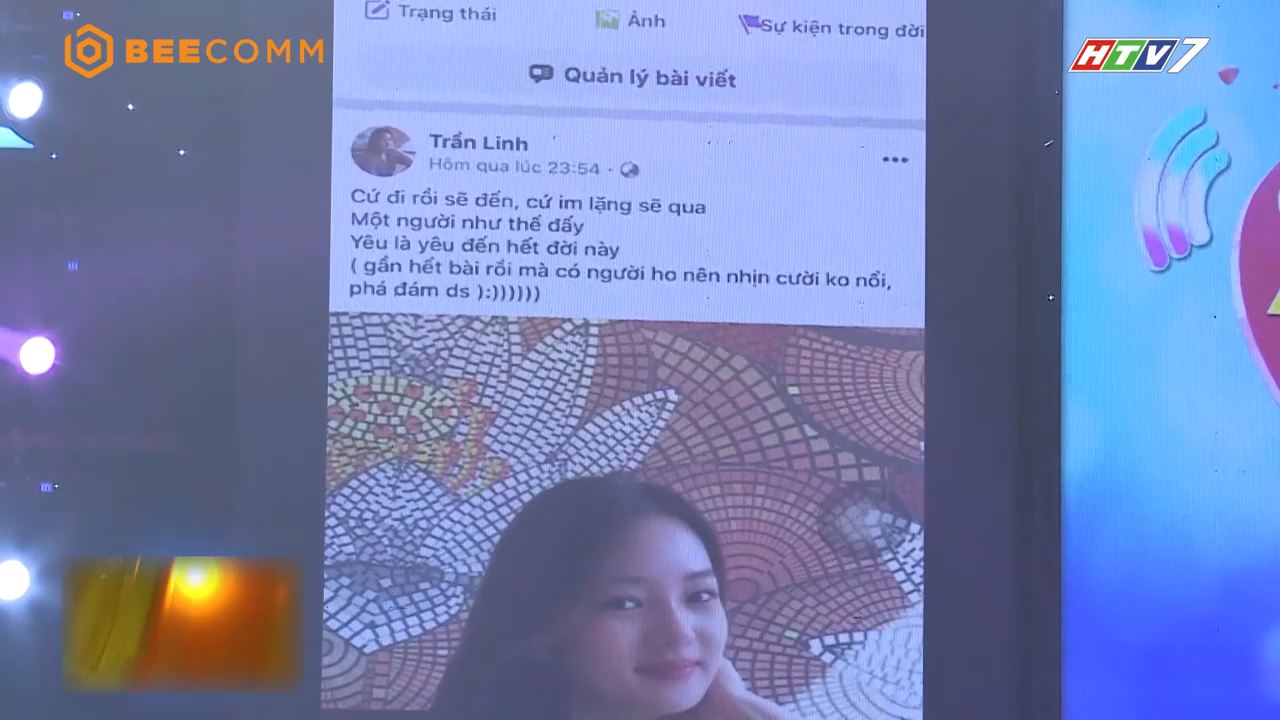 BEECOMM
HTV7
Trạng thái
Ảnh
Sự kiện trong đời
Quản lý bài viết
Trần Linh
Hôm qua lúc 23:54 ·
Cứ đi rồi sẽ đến, cứ im lặng sẽ qua
Một người như thế đấy
Yêu là yêu đến hết đời này
( gần hết bài rồi mà có người ho nên nhịn cười ko nổi,
phá đám ds ):))))))